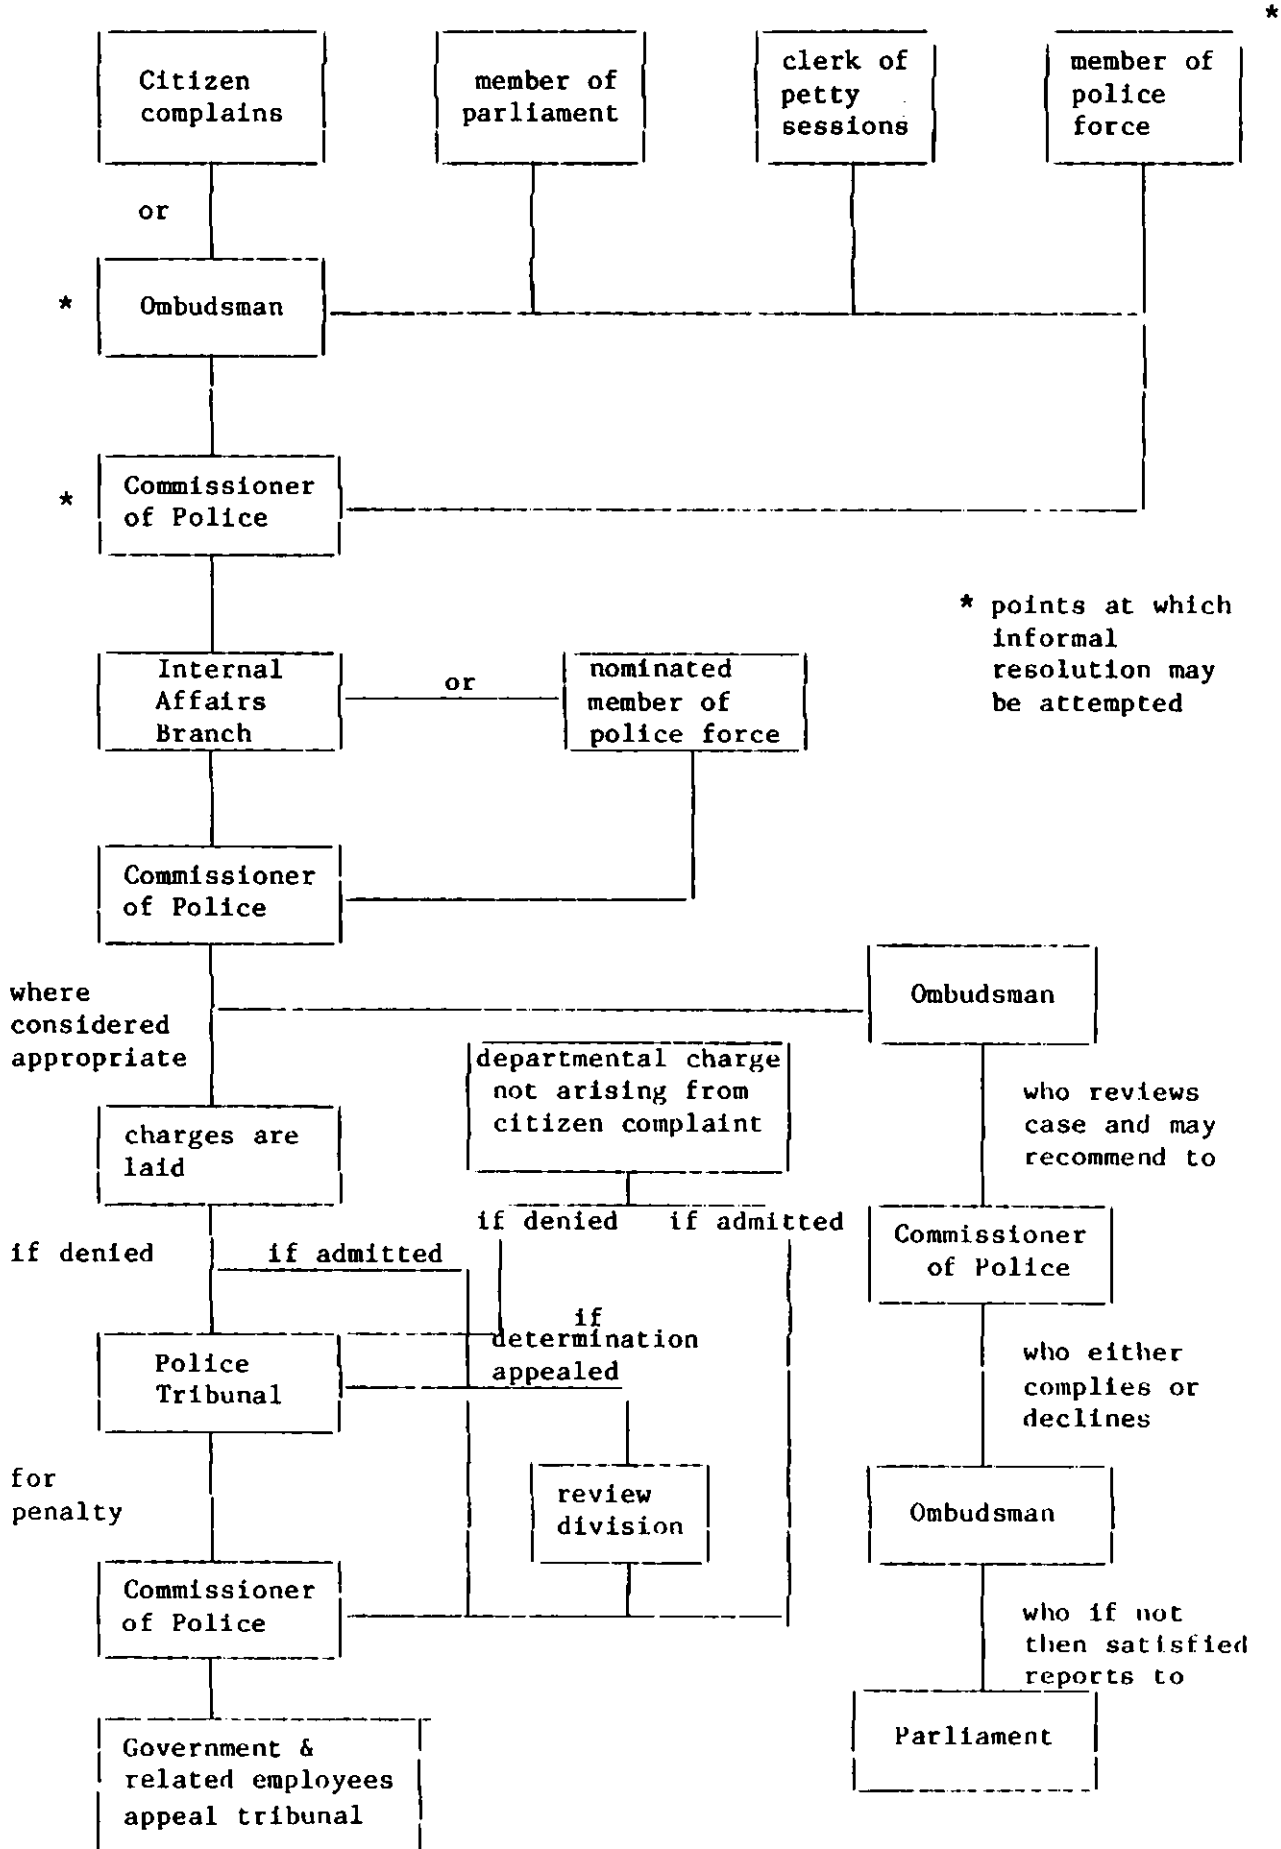 *
Citizen
complains
member of
parliament
clerk of
petty
sessions
member of
police
force
or
* Ombudsman
* Commissioner
of Police
* points at which
informal
resolution may
be attempted
Internal
Affairs
Branch
or
nominated
member of
police force
Commissioner
of Police
where
considered
appropriate
Ombudsman
departmental charge
not arising from
citizen complaint
who reviews
case and may
recommend to
charges are
laid
if denied
if admitted
if denied
if admitted
Commissioner
of Police
if
determination
appealed
Police
Tribunal
who either
complies or
declines
for
penalty
review
division
Ombudsman
Commissioner
of Police
who if not
then satisfied
reports to
Government &
related employees
appeal tribunal
Parliament